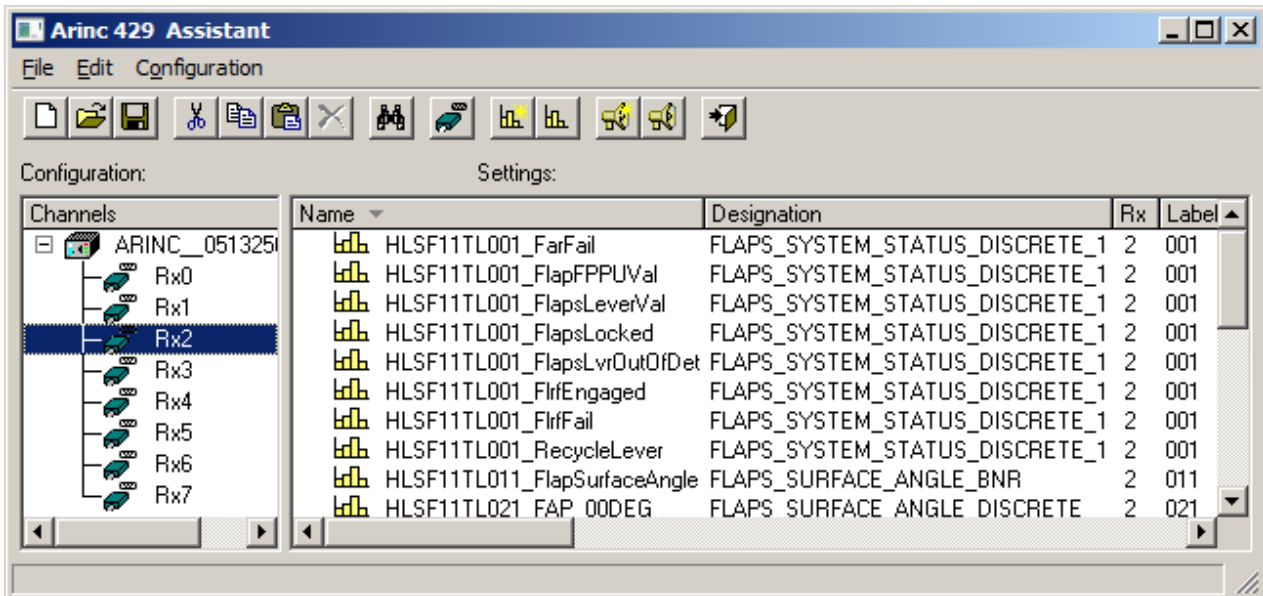 Arinc 429 Assistant
File Edit Configuration
Configuration: Settings:
Channels Name Designation Rx Label
ARINC__0513250 HLSF11TL001_FarFail FLAPS_SYSTEM_STATUS_DISCRETE_1 2 001
Rx0 HLSF11TL001_FlapFPPUVal FLAPS_SYSTEM_STATUS_DISCRETE_1 2 001
Rx1 HLSF11TL001_FlapsLeverVal FLAPS_SYSTEM_STATUS_DISCRETE_1 2 001
Rx2 HLSF11TL001_FlapsLocked FLAPS_SYSTEM_STATUS_DISCRETE_1 2 001
Rx3 HLSF11TL001_FlapsLvrOutOfDet FLAPS_SYSTEM_STATUS_DISCRETE_1 2 001
Rx4 HLSF11TL001_FlrfEngaged FLAPS_SYSTEM_STATUS_DISCRETE_1 2 001
Rx5 HLSF11TL001_FlrfFail FLAPS_SYSTEM_STATUS_DISCRETE_1 2 001
Rx6 HLSF11TL001_RecycleLever FLAPS_SYSTEM_STATUS_DISCRETE_1 2 001
Rx7 HLSF11TL011_FlapSurfaceAngle FLAPS_SURFACE_ANGLE_BNR 2 011
HLSF11TL021_FAP_00DEG FLAPS_SURFACE_ANGLE_DISCRETE 2 021